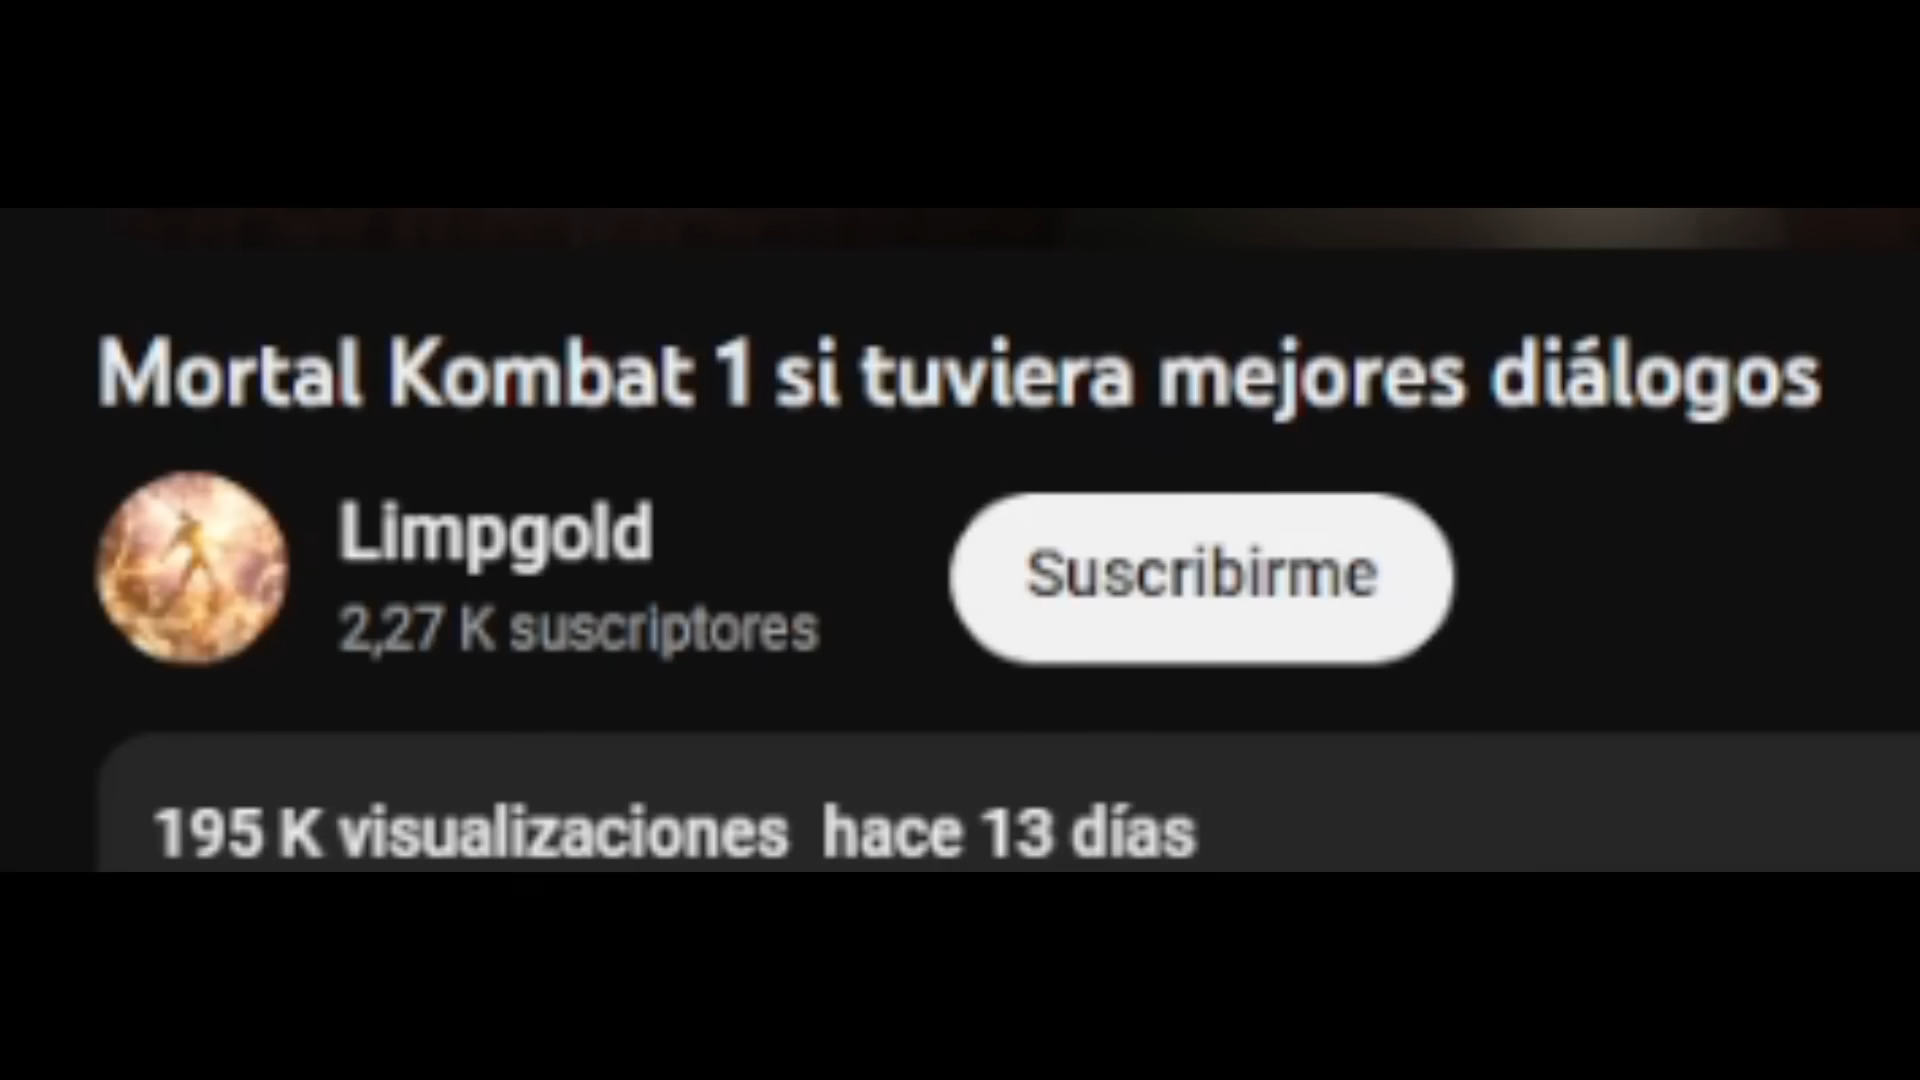 Mortal Kombat 1 si tuviera mejores diálogos
Limpgold
Suscribirme
2,27 K suscriptores
195 K visualizaciones hace 13 días